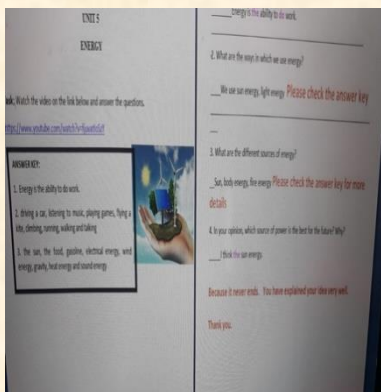 UNIT 5
ENERGY
Watch the video on the link below and answer the questions.
ANSWER KEY:
1. Energy is the ability to do work.
2. driving a car, listening to music, playing games, flying a
kite, climbing, running, walking and talking
3. the sun, the food, gasoline, electrical energy, wind
energy, gravity, heat energy and sound energy.
____Energy is the ability to do work.
2. What are the ways in which we use energy?
___We use sun energy, light energy Please check the answer key
3. What are the different sources of energy?
_Sun, body energy, fire energy Please check the answer key for more
details
4. In your opinion, which source of power is the best for the future? Why?
____I think the sun energy.
Because it never ends. You have explained your idea very well.
Thank you.